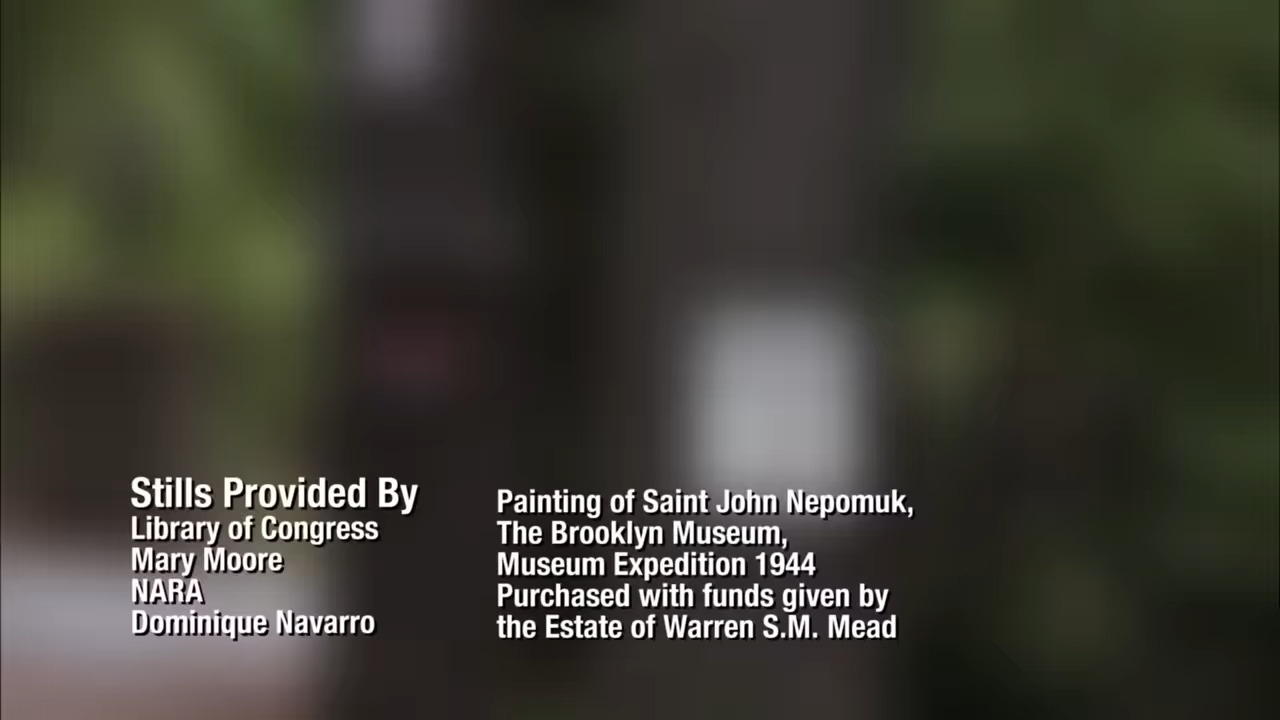 Stills Provided By
Library of Congress
Mary Moore
NARA
Dominique Navarro
Painting of Saint John Nepomuk,
The Brooklyn Museum,
Museum Expedition 1944
Purchased with funds given by
the Estate of Warren S.M. Mead